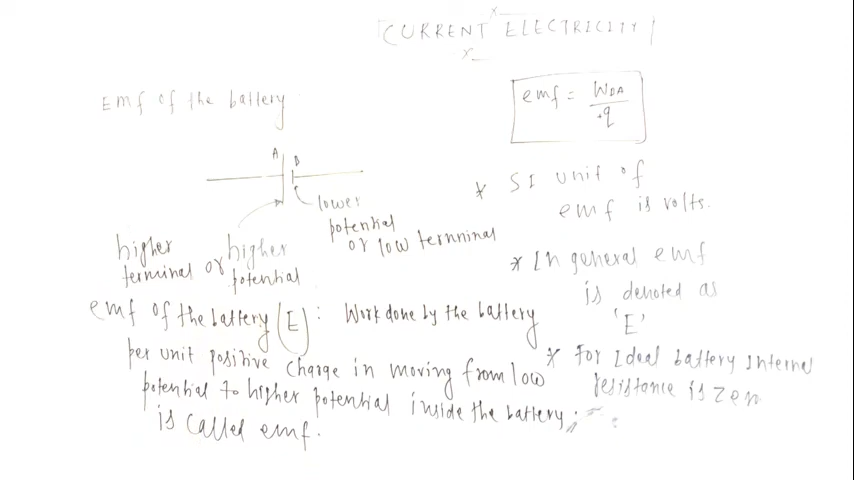 CURRENT ELECTRICITY
Emf of the battery
emf = W_BA / q
A B
lower
potential
or low ternninal
higher
terminal or higher
potential
* SI unit of
emf is volts.
* In general emf
is denoted as
'E'
emf of the battery (E) : Work done by the battery
per unit positive charge in moving from low
potential to higher potential inside the battery,
is called emf.
* For Ideal battery internal
resistance is zero